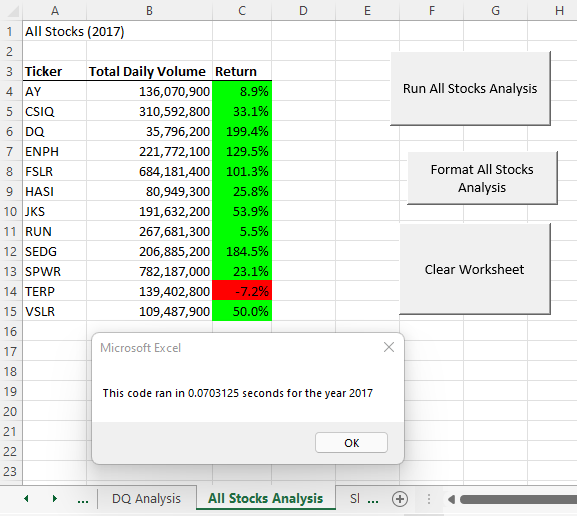 A B C D E F G H
1 All Stocks (2017)
2
3 Ticker Total Daily Volume Return
4 AY 136,070,900 8.9%
5 CSIQ 310,592,800 33.1%
6 DQ 35,796,200 199.4%
7 ENPH 221,772,100 129.5%
8 FSLR 684,181,400 101.3%
9 HASI 80,949,300 25.8%
10 JKS 191,632,200 53.9%
11 RUN 267,681,300 5.5%
12 SEDG 206,885,200 184.5%
13 SPWR 782,187,000 23.1%
14 TERP 139,402,800 -7.2%
15 VSLR 109,487,900 50.0%
16
17
18
19
20
21
22
23
Run All Stocks Analysis
Format All Stocks
Analysis
Clear Worksheet
Microsoft Excel
This code ran in 0.0703125 seconds for the year 2017
OK
... DQ Analysis All Stocks Analysis Sl ...